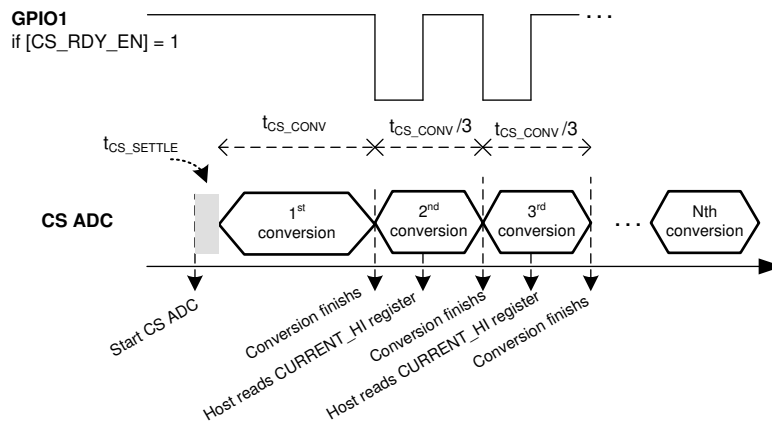 GPIO1
if [CS_RDY_EN] = 1
. . .
tCS_CONV
tCS_CONV /3
tCS_CONV /3
tCS_SETTLE
CS ADC
1st
conversion
2nd
conversion
3rd
conversion
. . .
Nth
conversion
Start CS ADC
Conversion finishs
Host reads CURRENT_HI register
Conversion finishs
Host reads CURRENT_HI register
Conversion finishs